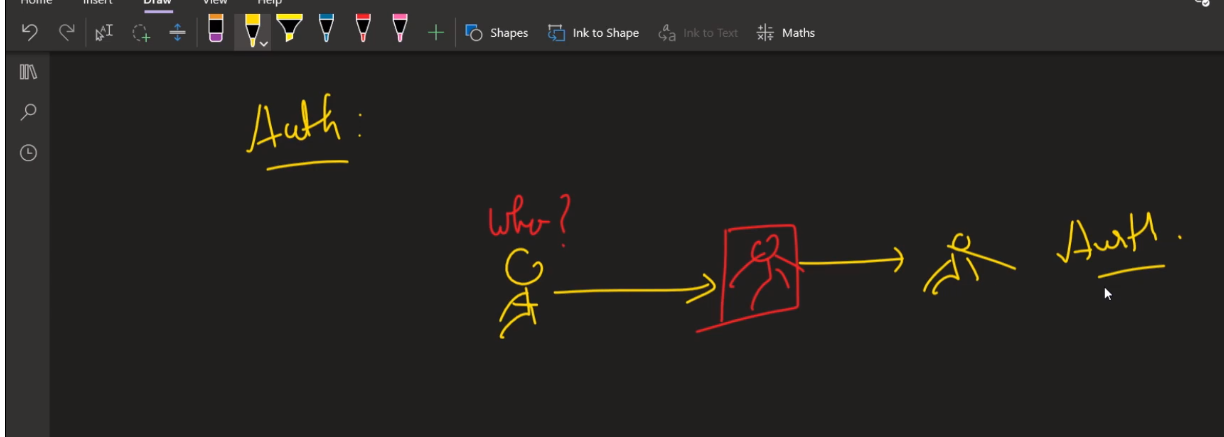 Home Insert Draw View Help
Shapes Ink to Shape Ink to Text Maths
Auth :
Who?
Auth .